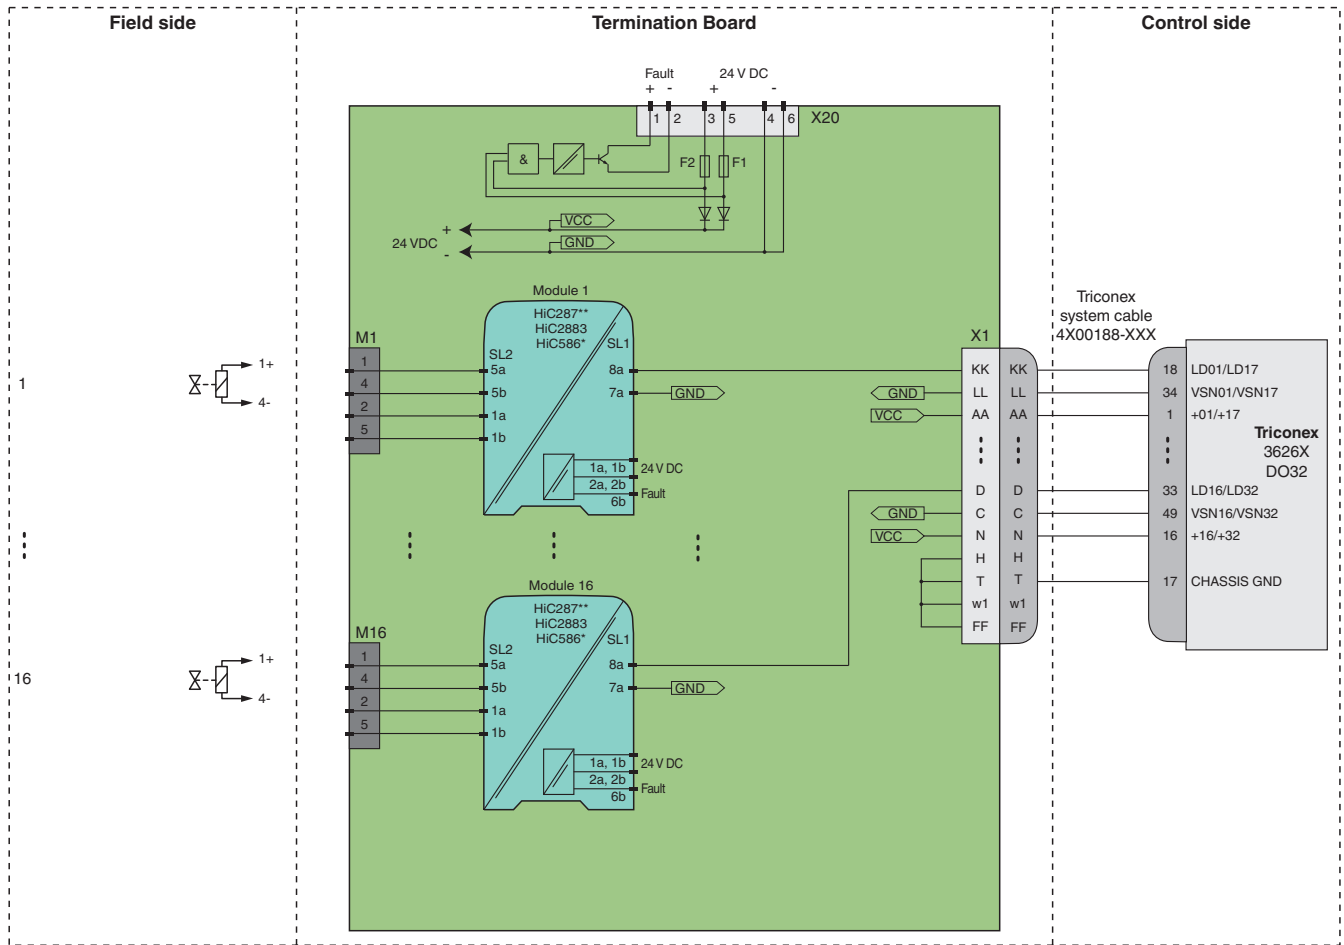 Field side
Termination Board
Control side
Fault
24 V DC
+ - + -
1 2 3 5 4 6
X20
&
F2
F1
VCC
GND
24 VDC
+
-
Module 1
HiC287**
HiC2883
HiC586*
SL2
SL1
5a
5b
1a
1b
8a
7a
GND
1a, 1b
2a, 2b
6b
24 V DC
Fault
M1
1
4
2
5
1
1+
4-
X1
Triconex
system cable
4X00188-XXX
KK KK 18 LD01/LD17
GND LL LL 34 VSN01/VSN17
VCC AA AA 1 +01/+17
Triconex
3626X
DO32
D D 33 LD16/LD32
GND C C 49 VSN16/VSN32
VCC N N 16 +16/+32
H H
T T 17 CHASSIS GND
w1 w1
FF FF
Module 16
HiC287**
HiC2883
HiC586*
SL2
SL1
5a
5b
1a
1b
8a
7a
GND
1a, 1b
2a, 2b
6b
24 V DC
Fault
M16
1
4
2
5
16
1+
4-